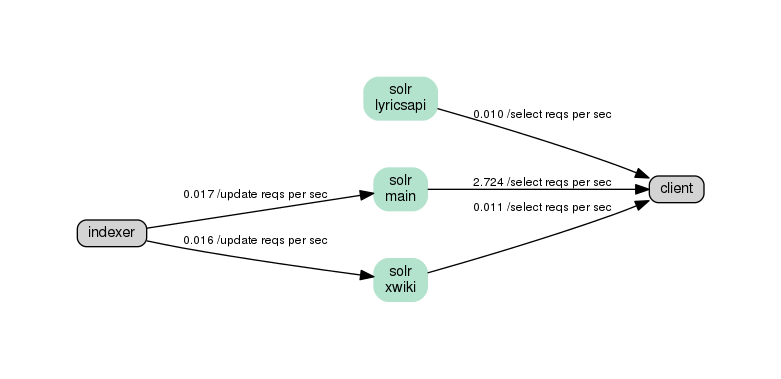 solr
lyricsapi
0.010 /select reqs per sec
0.017 /update reqs per sec
solr
main
2.724 /select reqs per sec
client
0.011 /select reqs per sec
indexer
0.016 /update reqs per sec
solr
xwiki